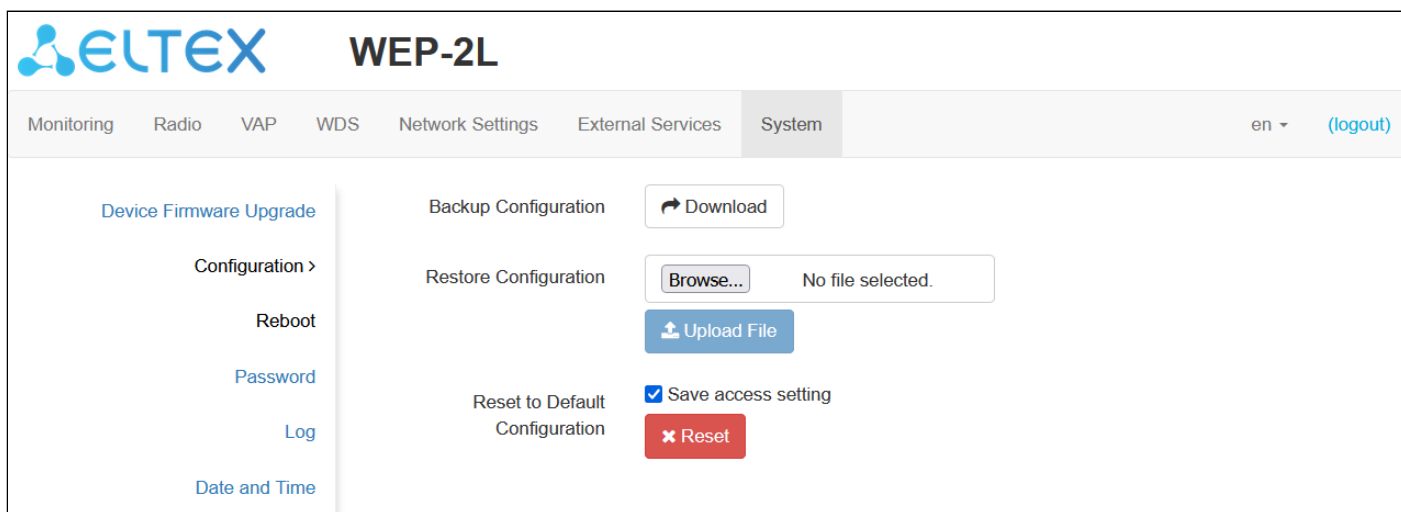 ELTEX WEP-2L
Monitoring Radio VAP WDS Network Settings External Services System en (logout)
Device Firmware Upgrade
Configuration >
Reboot
Password
Log
Date and Time
Backup Configuration Download
Restore Configuration Browse... No file selected.
Upload File
Reset to Default
Configuration
Save access setting
Reset